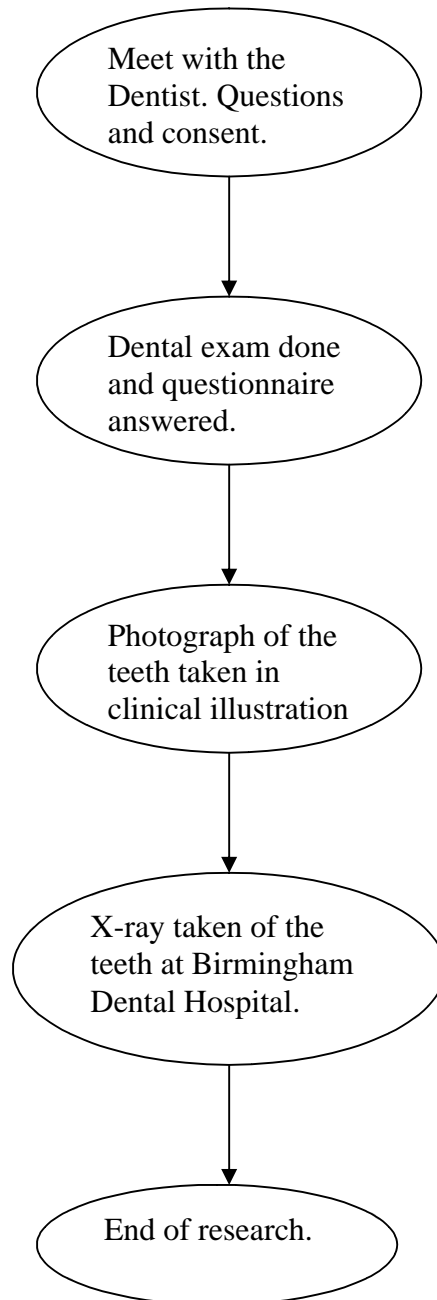 Meet with the
Dentist. Questions
and consent.
Dental exam done
and questionnaire
answered.
Photograph of the
teeth taken in
clinical illustration
X-ray taken of the
teeth at Birmingham
Dental Hospital.
End of research.